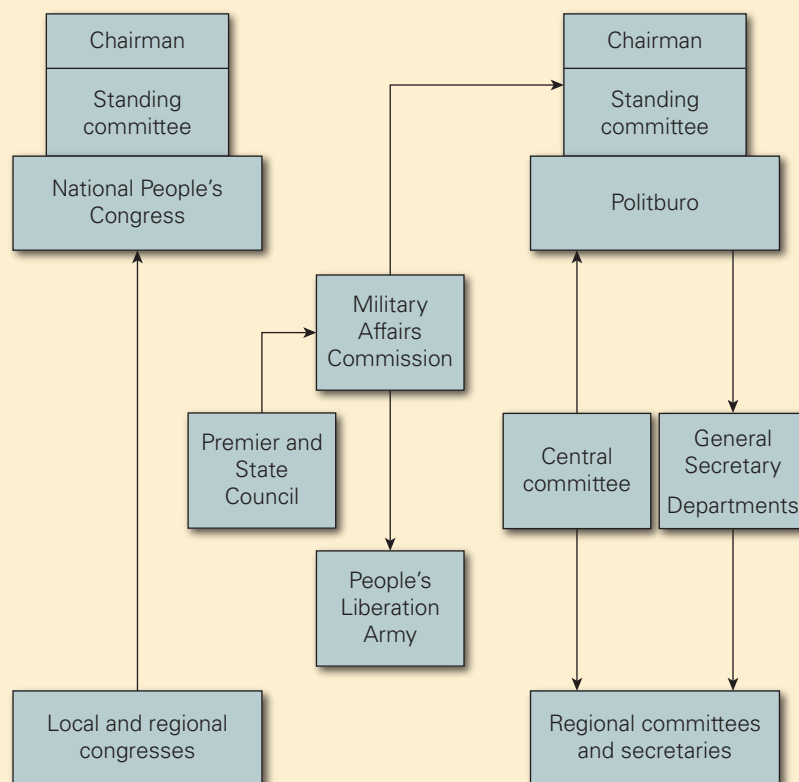 Chairman
Standing
committee
National People's
Congress
Chairman
Standing
committee
Politburo
Military
Affairs
Commission
Premier and
State
Council
Central
committee
General
Secretary
Departments
People's
Liberation
Army
Local and regional
congresses
Regional committees
and secretaries